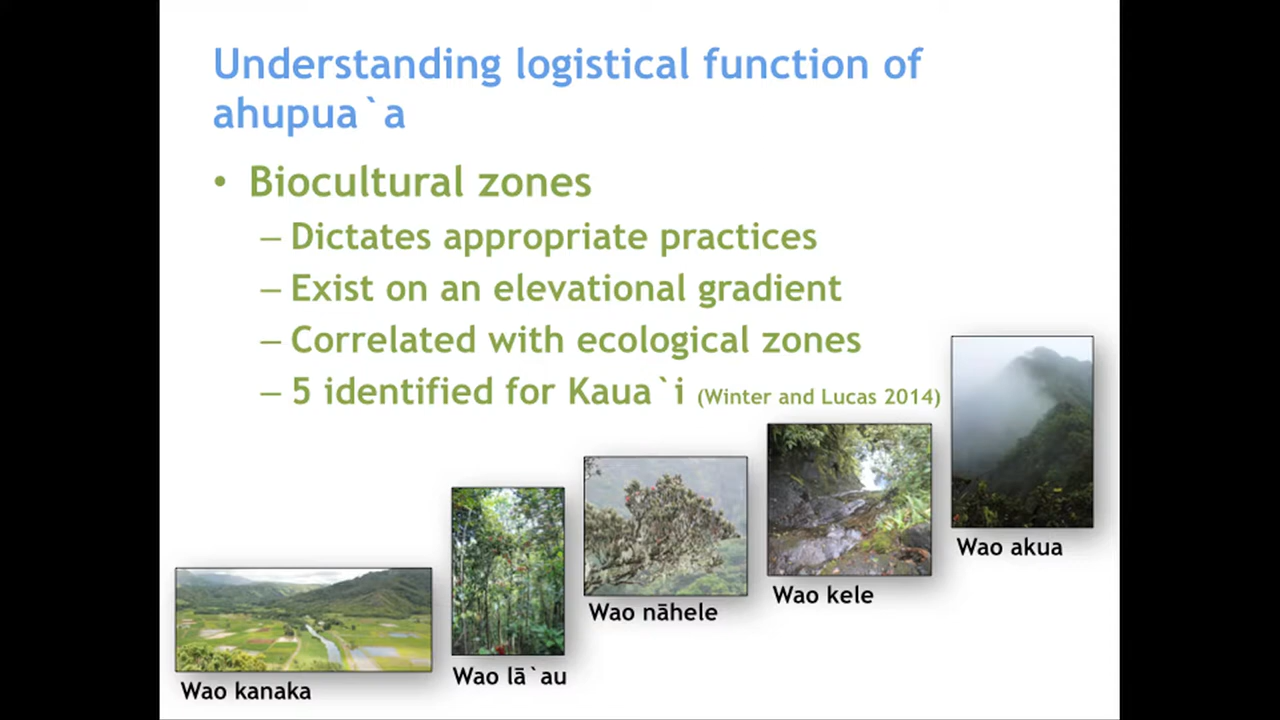 Understanding logistical function of
ahupua`a
• Biocultural zones
– Dictates appropriate practices
– Exist on an elevational gradient
– Correlated with ecological zones
– 5 identified for Kaua`i (Winter and Lucas 2014)
Wao akua
Wao kele
Wao nāhele
Wao lā`au
Wao kanaka